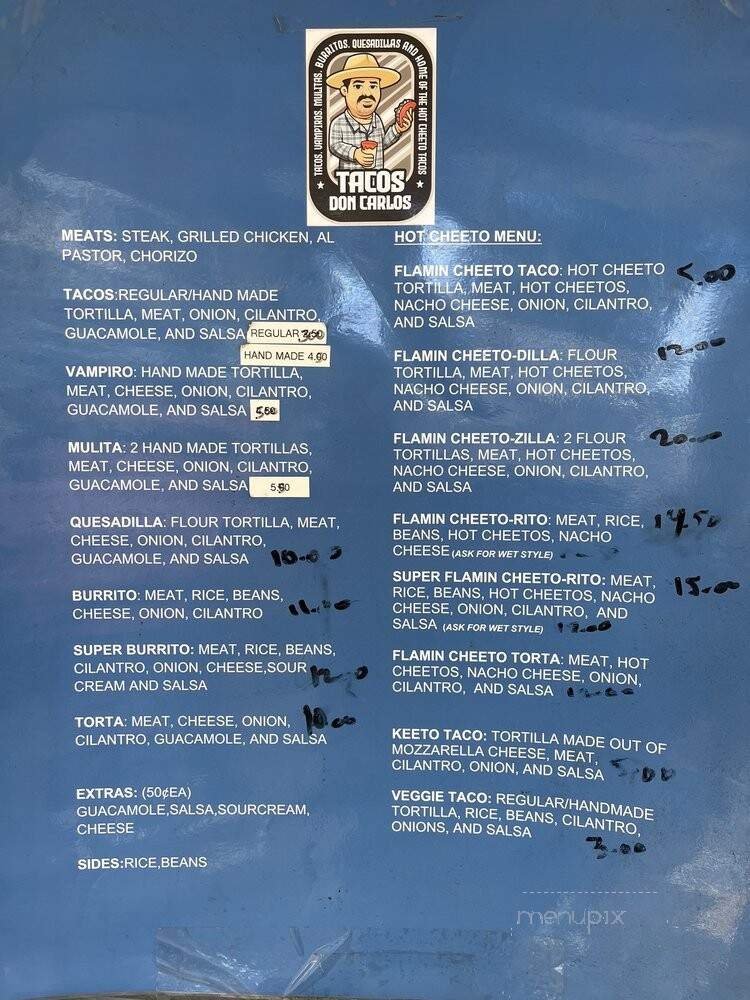 TACOS, VAMPIROS, MULITAS, BURRITOS, QUESADILLAS AND HOME OF THE HOT CHEETO TACOS
TACOS
DON CARLOS
MEATS: STEAK, GRILLED CHICKEN, AL
PASTOR, CHORIZO
TACOS:REGULAR/HAND MADE
TORTILLA, MEAT, ONION, CILANTRO,
GUACAMOLE, AND SALSA REGULAR
HAND MADE 4.00
VAMPIRO: HAND MADE TORTILLA,
MEAT, CHEESE, ONION, CILANTRO,
GUACAMOLE, AND SALSA
MULITA: 2 HAND MADE TORTILLAS,
MEAT, CHEESE, ONION, CILANTRO,
GUACAMOLE, AND SALSA
QUESADILLA: FLOUR TORTILLA, MEAT,
CHEESE, ONION, CILANTRO,
GUACAMOLE, AND SALSA 10.00
BURRITO: MEAT, RICE, BEANS,
CHEESE, ONION, CILANTRO 11.00
SUPER BURRITO: MEAT, RICE, BEANS,
CILANTRO, ONION, CHEESE,SOUR
CREAM AND SALSA
TORTA: MEAT, CHEESE, ONION, 10.00
CILANTRO, GUACAMOLE, AND SALSA
EXTRAS: (50¢EA)
GUACAMOLE,SALSA,SOURCREAM,
CHEESE
SIDES:RICE,BEANS
HOT CHEETO MENU:
FLAMIN CHEETO TACO: HOT CHEETO
TORTILLA, MEAT, HOT CHEETOS,
NACHO CHEESE, ONION, CILANTRO,
AND SALSA
FLAMIN CHEETO-DILLA: FLOUR 12.00
TORTILLA, MEAT, HOT CHEETOS,
NACHO CHEESE, ONION, CILANTRO,
AND SALSA
FLAMIN CHEETO-ZILLA: 2 FLOUR 20.00
TORTILLAS, MEAT, HOT CHEETOS,
NACHO CHEESE, ONION, CILANTRO,
AND SALSA
FLAMIN CHEETO-RITO: MEAT, RICE, 14.50
BEANS, HOT CHEETOS, NACHO
CHEESE (ASK FOR WET STYLE)
SUPER FLAMIN CHEETO-RITO: MEAT, 15.00
RICE, BEANS, HOT CHEETOS, NACHO
CHEESE, ONION, CILANTRO, AND
SALSA (ASK FOR WET STYLE)
FLAMIN CHEETO TORTA: MEAT, HOT
CHEETOS, NACHO CHEESE, ONION,
CILANTRO, AND SALSA
KEETO TACO: TORTILLA MADE OUT OF
MOZZARELLA CHEESE, MEAT,
CILANTRO, ONION, AND SALSA 5.00
VEGGIE TACO: REGULAR/HANDMADE
TORTILLA, RICE, BEANS, CILANTRO,
ONIONS, AND SALSA
3.00
menupix